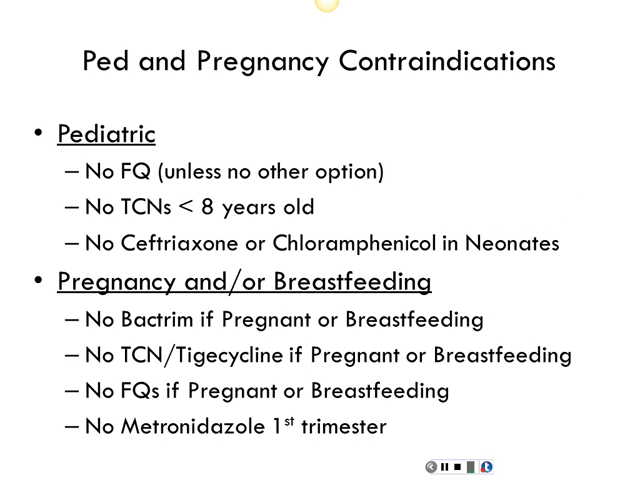 Ped and Pregnancy Contraindications
• Pediatric
– No FQ (unless no other option)
– No TCNs < 8 years old
– No Ceftriaxone or Chloramphenicol in Neonates
• Pregnancy and/or Breastfeeding
– No Bactrim if Pregnant or Breastfeeding
– No TCN/Tigecycline if Pregnant or Breastfeeding
– No FQs if Pregnant or Breastfeeding
– No Metronidazole 1st trimester